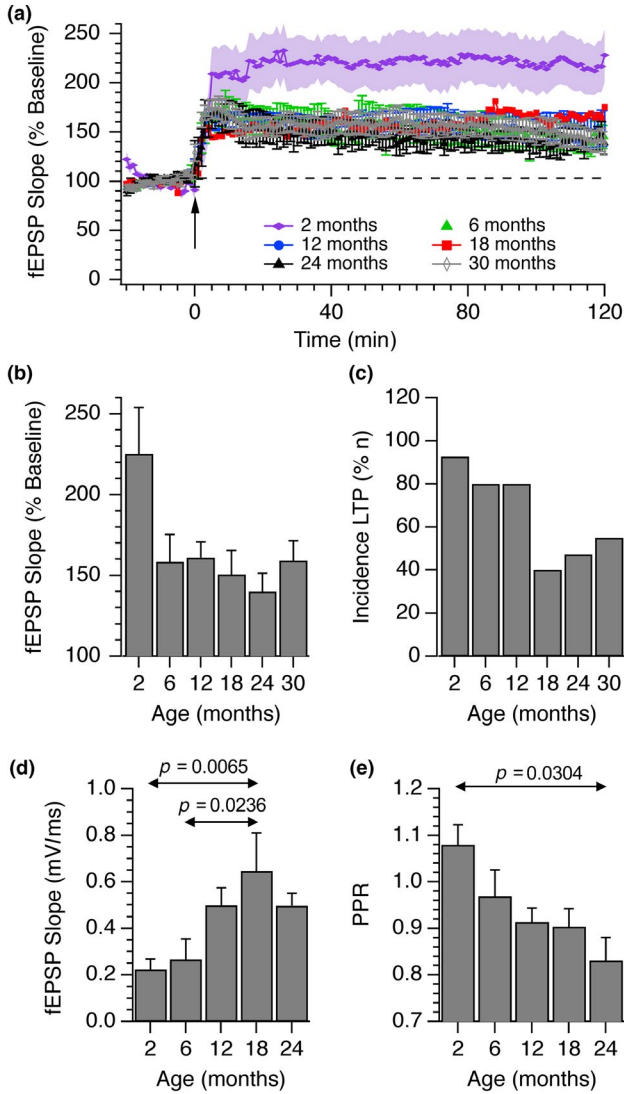 (a)
fEPSP Slope (% Baseline)
250
200
150
100
50
0
2 months
6 months
12 months
18 months
24 months
30 months
0
40
80
120
Time (min)
(b)
fEPSP Slope (% Baseline)
250
200
150
100
2 6 12 18 24 30
Age (months)
(c)
Incidence LTP (% n)
120
100
80
60
40
20
0
2 6 12 18 24 30
Age (months)
(d)
p = 0.0065
p = 0.0236
fEPSP Slope (mV/ms)
1.0
0.8
0.6
0.4
0.2
0.0
2 6 12 18 24
Age (months)
(e)
p = 0.0304
PPR
1.2
1.1
1.0
0.9
0.8
0.7
2 6 12 18 24
Age (months)